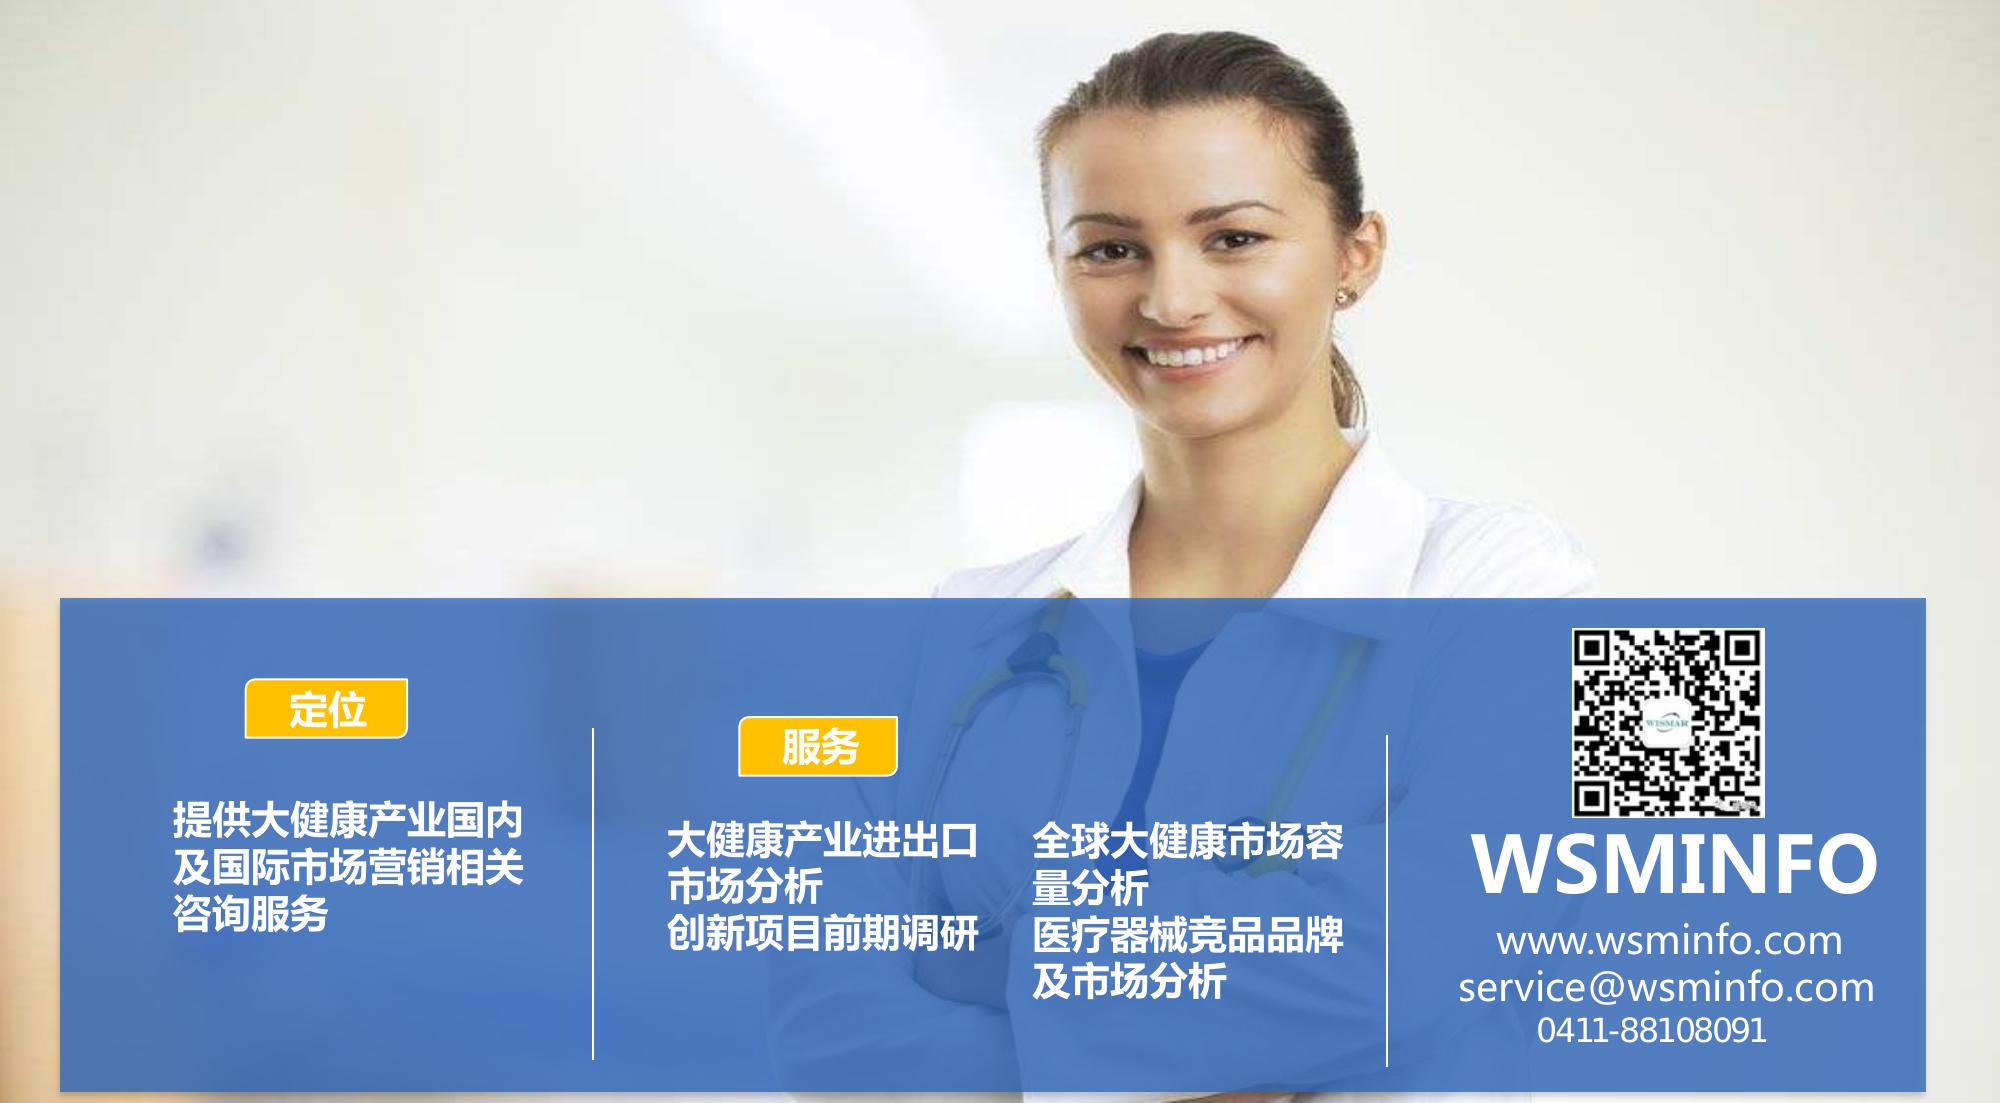 定位
提供大健康产业国内
及国际市场营销相关
咨询服务
服务
大健康产业进出口
市场分析
创新项目前期调研
全球大健康市场容
量分析
医疗器械竞品品牌
及市场分析
WISMAR
WSMINFO
www.wsminfo.com
service@wsminfo.com
0411-88108091